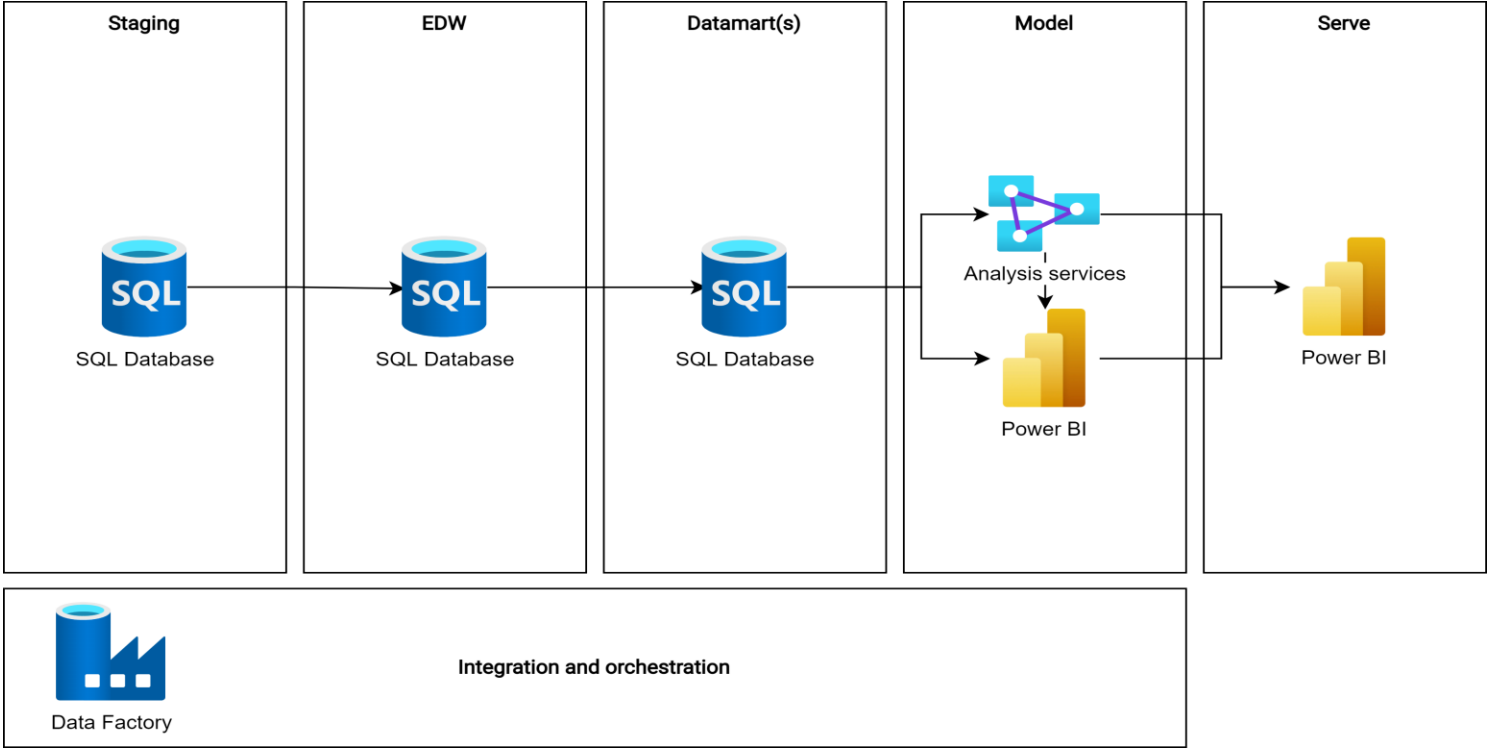 Staging
EDW
Datamart(s)
Model
Serve
SQL
SQL Database
SQL
SQL Database
SQL
SQL Database
Analysis services
Power BI
Power BI
Integration and orchestration
Data Factory